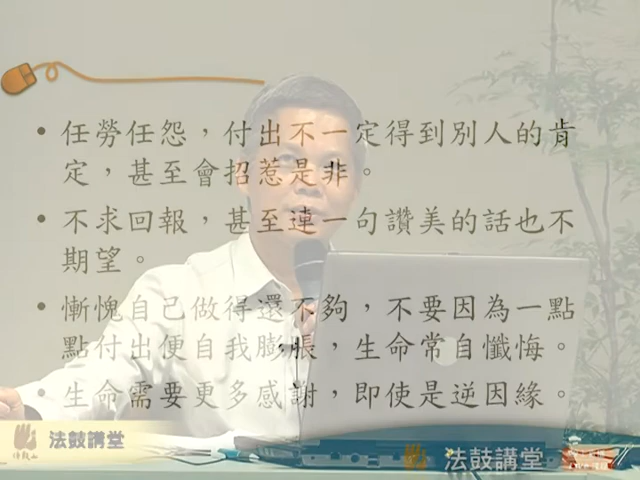 • 任勞任怨，付出不一定得到別人的肯
定，甚至會招惹是非。
• 不求回報，甚至連一句讚美的話也不
期望。
• 慚愧自己做得還不夠，不要因為一點
點付出便自我膨脹，生命常自懺悔。
• 生命需要更多感謝，即使是逆因緣。
法鼓山 法鼓講堂
法鼓講堂